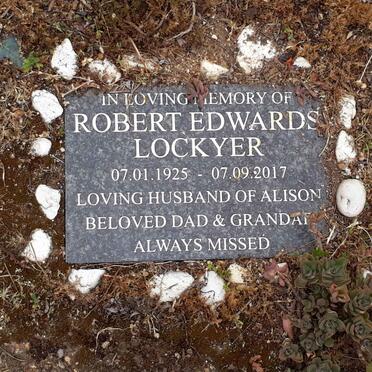 IN LOVING MEMORY OF
ROBERT EDWARDS
LOCKYER
07.01.1925 - 07.09.2017
LOVING HUSBAND OF ALISON
BELOVED DAD & GRANDAD
ALWAYS MISSED